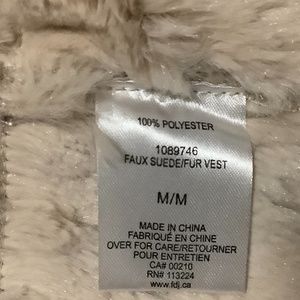 100% POLYESTER
1089746
FAUX SUEDE/FUR VEST
M/M
MADE IN CHINA
FABRIQUÉ EN CHINE
OVER FOR CARE/RETOURNER
POUR ENTRETIEN
CA# 00210
RN# 113224
www.fdj.com